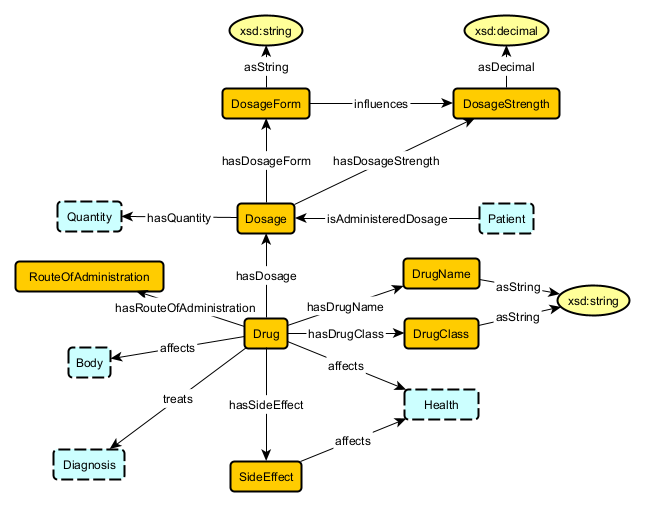 xsd:string
xsd:decimal
asString
asDecimal
DosageForm
influences
DosageStrength
hasDosageForm
hasDosageStrength
Quantity
hasQuantity
Dosage
isAdministeredDosage
Patient
RouteOfAdministration
hasDosage
DrugName
asString
hasRouteOfAdministration
hasDrugName
xsd:string
asString
Drug
hasDrugClass
DrugClass
Body
affects
affects
treats
hasSideEffect
Health
affects
Diagnosis
SideEffect